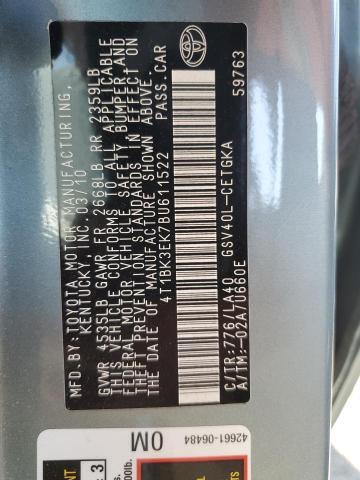 MFD. BY: TOYOTA MOTOR MANUFACTURING,
KENTUCKY, INC. 03/10
GVWR 4535LB GAWR FR 2668LB RR 2359LB
THIS VEHICLE CONFORMS TO ALL APPLICABLE
FEDERAL MOTOR VEHICLE SAFETY, BUMPER, AND
THEFT PREVENTION STANDARDS IN EFFECT
ON THE DATE OF MANUFACTURE SHOWN ABOVE.
4T1BK3EK7BU611522 PASS.CAR
C/TR:776/LA40 GSV40L-CETGKA
A/TM:-02A/U660E
59763
42661-06484
0M